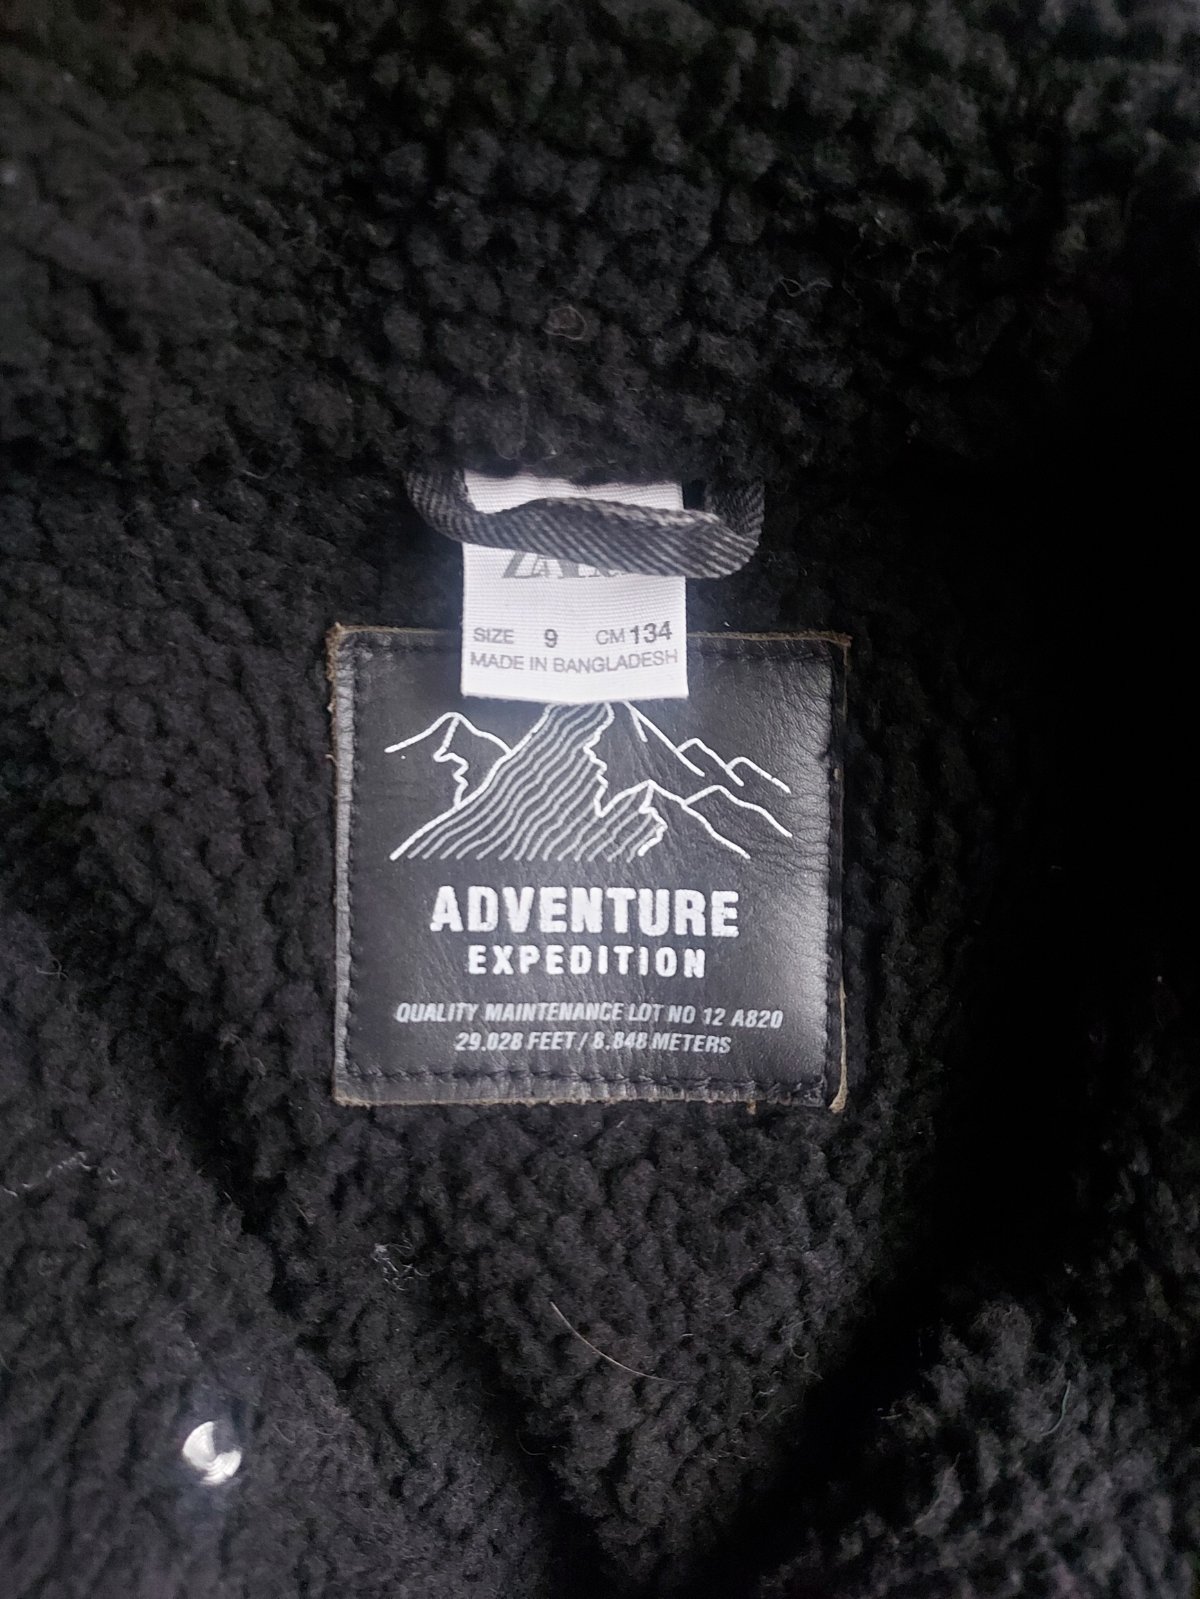 ZARA
SIZE 9 CM 134
MADE IN BANGLADESH
ADVENTURE
EXPEDITION
QUALITY MAINTENANCE LOT NO 12 A820
29.028 FEET / 8.848 METERS